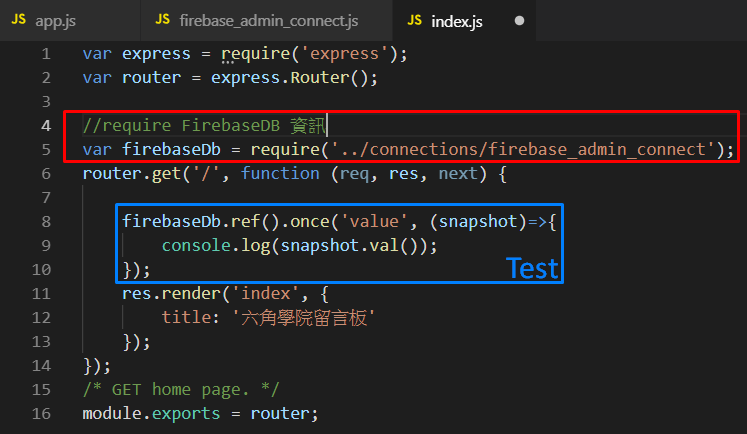 JS app.js JS firebase_admin_connect.js JS index.js
1 var express = require('express');
2 var router = express.Router();
3
4 //require FirebaseDB 資訊
5 var firebaseDb = require('../connections/firebase_admin_connect');
6 router.get('/', function (req, res, next) {
7
8 firebaseDb.ref().once('value', (snapshot)=>{
9 console.log(snapshot.val());
10 });
Test
11 res.render('index', {
12 title: '六角學院留言板'
13 });
14 });
15 /* GET home page. */
16 module.exports = router;